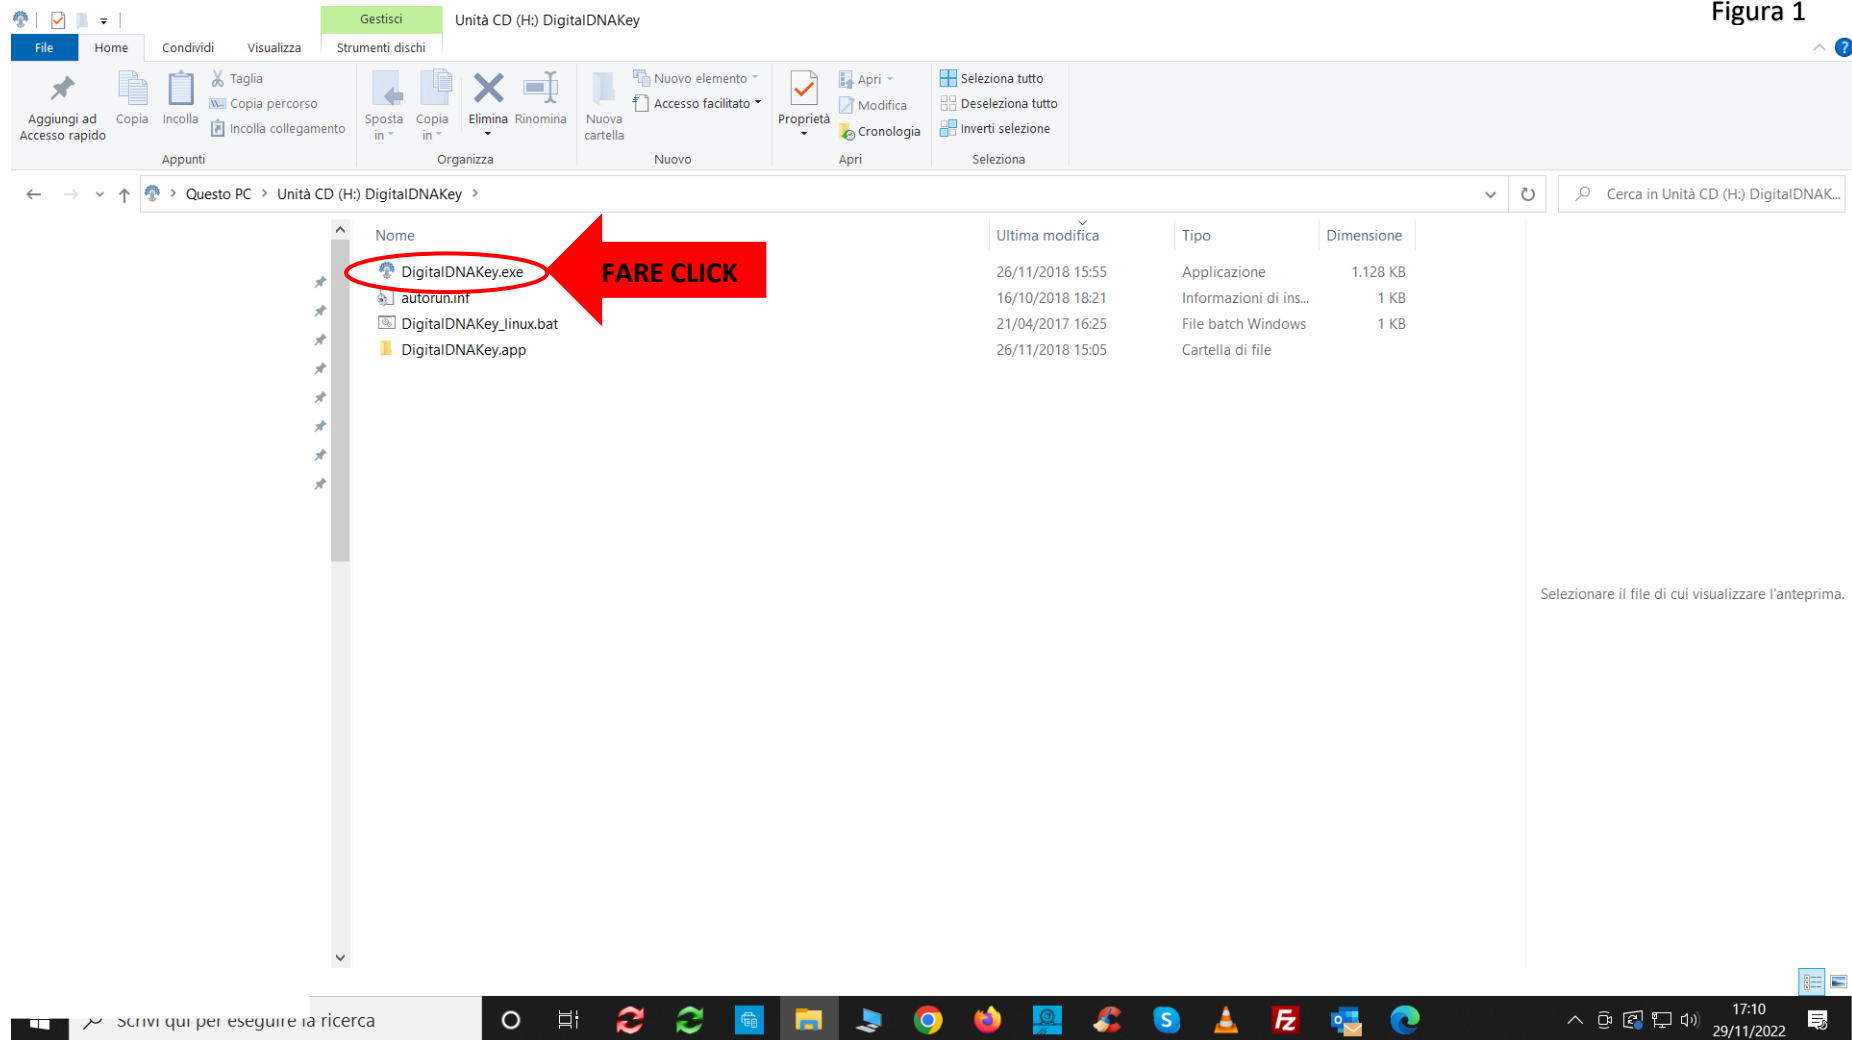 Figura 1
Gestisci
Unità CD (H:) DigitalDNAKey
File
Home
Condividi
Visualizza
Strumenti dischi
Aggiungi ad
Accesso rapido
Copia
Incolla
Taglia
Copia percorso
Incolla collegamento
Appunti
Sposta
in
Copia
in
Elimina
Rinomina
Organizza
Nuova
cartella
Nuovo elemento
Accesso facilitato
Nuovo
Proprietà
Apri
Modifica
Cronologia
Apri
Seleziona tutto
Deseleziona tutto
Inverti selezione
Seleziona
Questo PC > Unità CD (H:) DigitalDNAKey >
Cerca in Unità CD (H:) DigitalDNAK...
Nome Ultima modifica Tipo Dimensione
DigitalDNAKey.exe 26/11/2018 15:55 Applicazione 1.128 KB
FARE CLICK
autorun.inf 16/10/2018 18:21 Informazioni di ins... 1 KB
DigitalDNAKey_linux.bat 21/04/2017 16:25 File batch Windows 1 KB
DigitalDNAKey.app 26/11/2018 15:05 Cartella di file
Selezionare il file di cui visualizzare l'anteprima.
Scrivi qui per eseguire la ricerca
17:10
29/11/2022